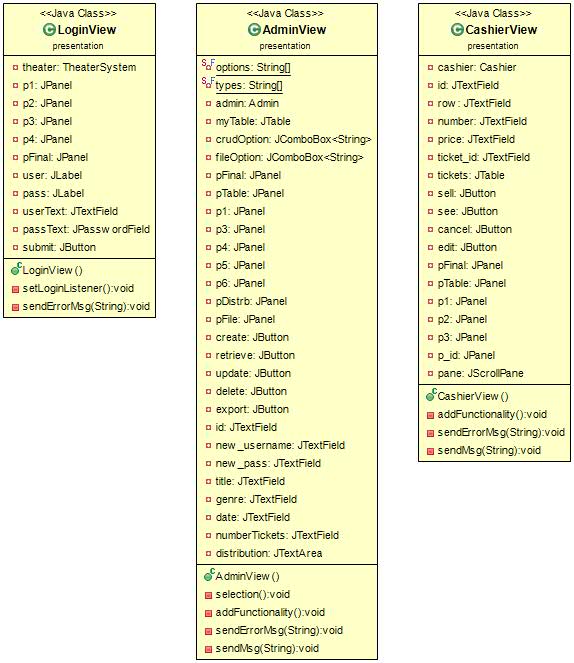 <<Java Class>>
LoginView
presentation
theater: TheaterSystem
p1: JPanel
p2: JPanel
p3: JPanel
p4: JPanel
pFinal: JPanel
user: JLabel
pass: JLabel
userText: JTextField
passText: JPasswordField
submit: JButton
LoginView()
setLoginListener():void
sendErrorMsg(String):void
<<Java Class>>
AdminView
presentation
options: String[]
types: String[]
admin: Admin
myTable: JTable
crudOption: JComboBox<String>
fileOption: JComboBox<String>
pFinal: JPanel
pTable: JPanel
p1: JPanel
p3: JPanel
p4: JPanel
p5: JPanel
p6: JPanel
pDistrb: JPanel
pFile: JPanel
create: JButton
retrieve: JButton
update: JButton
delete: JButton
export: JButton
id: JTextField
new_username: JTextField
new_pass: JTextField
title: JTextField
genre: JTextField
date: JTextField
numberTickets: JTextField
distribution: JTextArea
AdminView()
selection():void
addFunctionality():void
sendErrorMsg(String):void
sendMsg(String):void
<<Java Class>>
CashierView
presentation
cashier: Cashier
id: JTextField
row: JTextField
number: JTextField
price: JTextField
ticket_id: JTextField
tickets: JTable
sell: JButton
see: JButton
cancel: JButton
edit: JButton
pFinal: JPanel
pTable: JPanel
p1: JPanel
p2: JPanel
p3: JPanel
p_id: JPanel
pane: JScrollPane
CashierView()
addFunctionality():void
sendErrorMsg(String):void
sendMsg(String):void